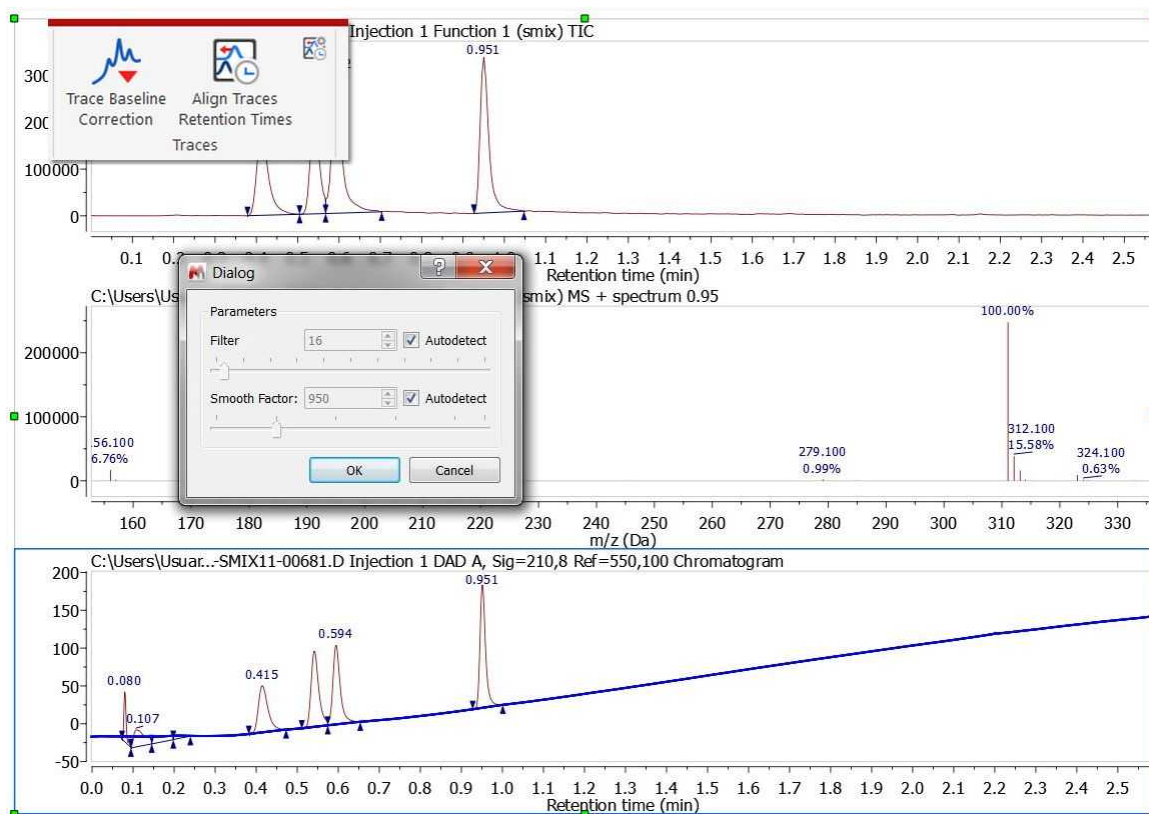 Injection 1 Function 1 (smix) TIC
Trace Baseline
Correction
Align Traces
Retention Times
Traces
0.951
100000
0
0.1 0.2 0.5 0.6 0.7 1.1 1.2 1.3 1.4 1.5 1.6 1.7 1.8 1.9 2.0 2.1 2.2 2.3 2.4 2.5
Retention time (min)
C:\Users\Us
smix) MS + spectrum 0.95
Dialog
Parameters
Filter 16 Autodetect
Smooth Factor: 950 Autodetect
OK Cancel
200000
100000
0
56.100
6.76%
279.100
0.99%
100.00%
312.100
15.58%
324.100
0.63%
160 170 180 190 200 210 220 230 240 250 260 270 280 290 300 310 320 330
m/z (Da)
C:\Users\Usuar...-SMIX11-00681.D Injection 1 DAD A, Sig=210,8 Ref=550,100 Chromatogram
200
150
100
50
0
-50
0.080
0.107
0.415
0.594
0.951
0.0 0.1 0.2 0.3 0.4 0.5 0.6 0.7 0.8 0.9 1.0 1.1 1.2 1.3 1.4 1.5 1.6 1.7 1.8 1.9 2.0 2.1 2.2 2.3 2.4 2.5
Retention time (min)